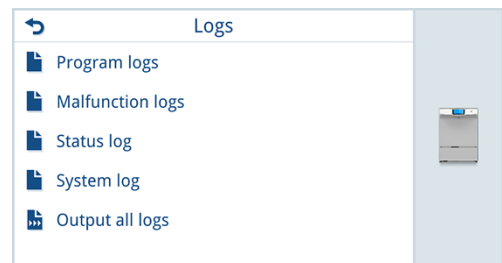 Logs
Program logs
Malfunction logs
Status log
System log
Output all logs